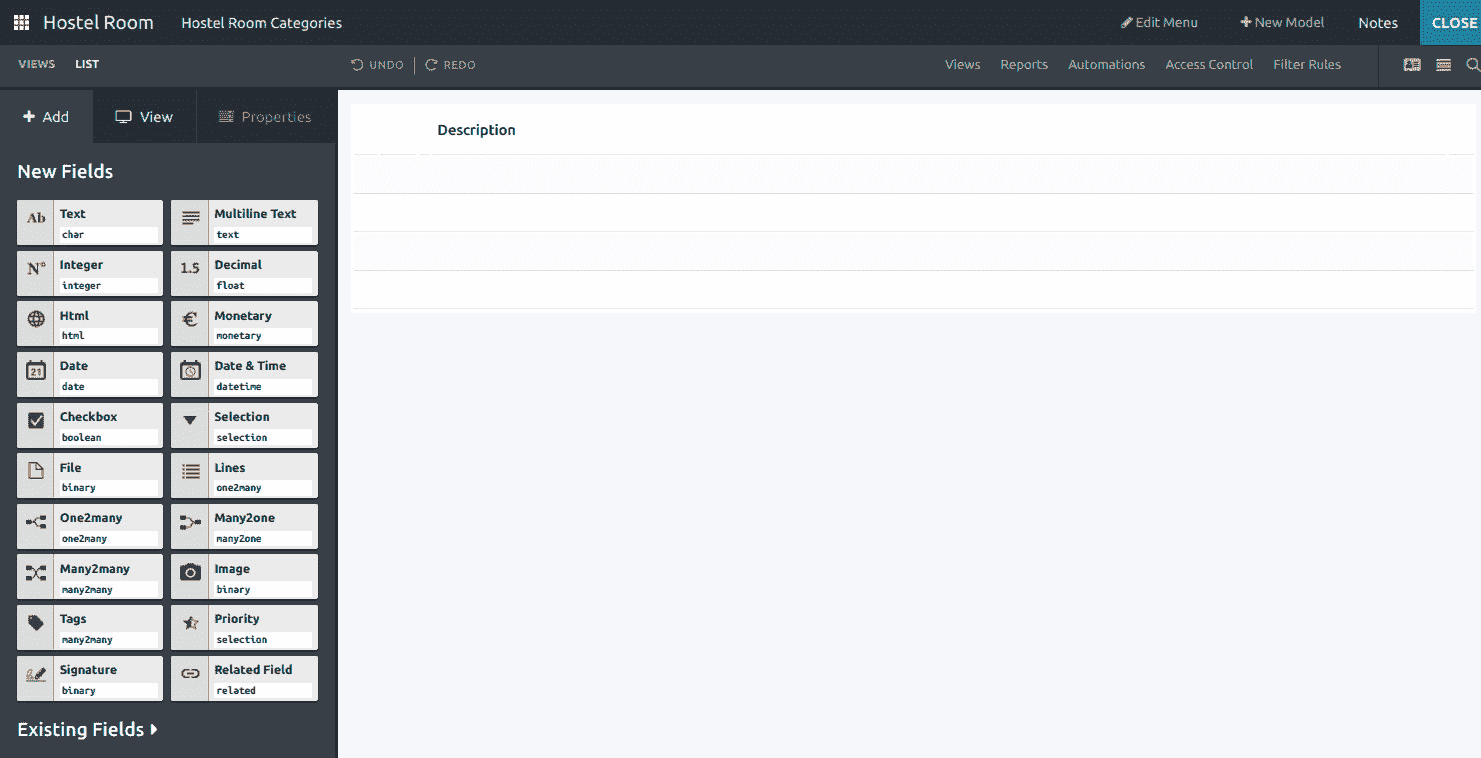 Hostel Room Hostel Room Categories Edit Menu New Model Notes CLOSE
VIEWS LIST UNDO REDO Views Reports Automations Access Control Filter Rules
Add View Properties
Description
New Fields
Ab Text Multiline Text
char text
Nº Integer 1.5 Decimal
integer float
Html € Monetary
html monetary
21 Date Date & Time
date datetime
Checkbox Selection
boolean selection
File Lines
binary one2many
One2many Many2one
one2many many2one
Many2many Image
many2many binary
Tags Priority
many2many selection
Signature Related Field
binary related
Existing Fields